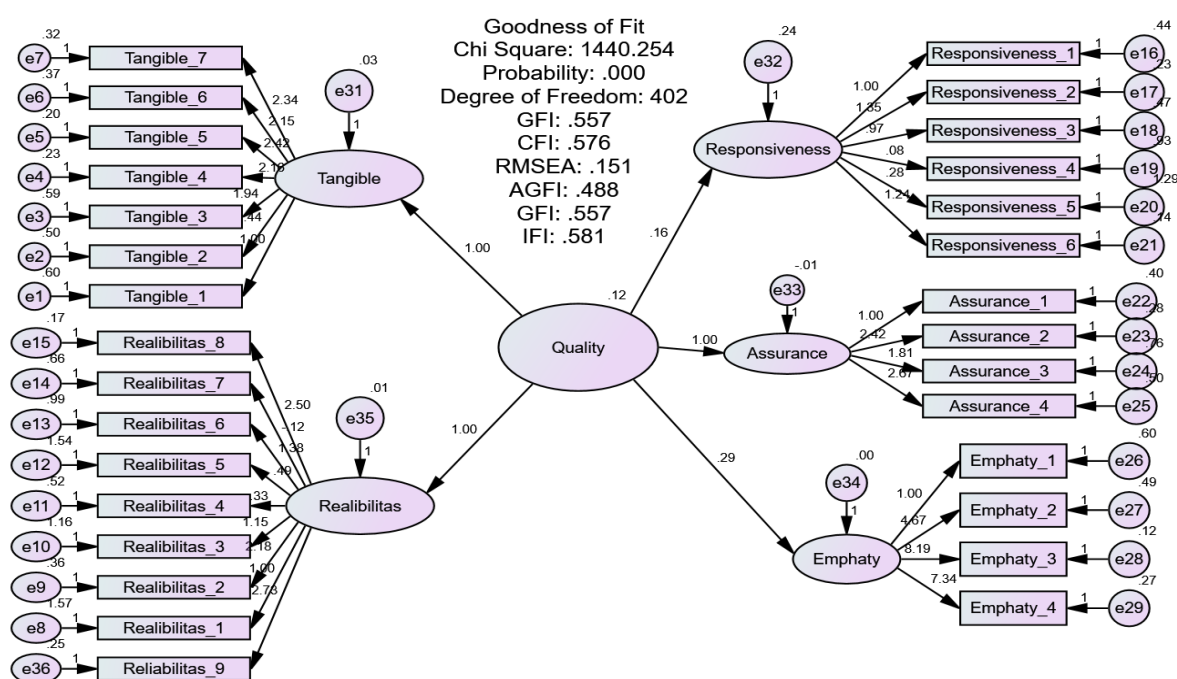 Goodness of Fit
Chi Square: 1440.254
Probability: .000
Degree of Freedom: 402
GFI: .557
CFI: .576
RMSEA: .151
AGFI: .488
GFI: .557
IFI: .581
.32
e7 1 Tangible_7
.37
e6 1 Tangible_6
.20
e5 1 Tangible_5
.23
e4 1 Tangible_4
.59
e3 1 Tangible_3
.50
e2 1 Tangible_2
.60
e1 1 Tangible_1
2.34
2.15
2.42
1.94
.44
1.00
.03
e31
1
Tangible
1.00
.17
e15 1 Realibilitas_8
.66
e14 1 Realibilitas_7
.99
e13 1 Realibilitas_6
1.54
e12 1 Realibilitas_5
.52
e11 1 Realibilitas_4
1.16
e10 1 Realibilitas_3
.36
e9 1 Realibilitas_2
1.57
e8 1 Realibilitas_1
.25
e36 1 Reliabilitas_9
2.50
1.38
.49
.33
1.15
2.18
1.00
2.73
.01
e35
1
Realibilitas
1.00
.12
Quality
.24
e32
1
Responsiveness
.16
1.00
1.35
.97
.08
.28
1.24
.44
Responsiveness_1 1 e16
.23
Responsiveness_2 1 e17
.47
Responsiveness_3 1 e18
.93
Responsiveness_4 1 e19
1.29
Responsiveness_5 1 e20
.14
Responsiveness_6 1 e21
-.01
e33
1
Assurance
1.00
1.00
2.42
1.81
2.67
.40
Assurance_1 1 e22
.28
Assurance_2 1 e23
.76
Assurance_3 1 e24
.50
Assurance_4 1 e25
.00
e34
1
Emphaty
.29
1.00
4.67
8.19
7.34
.60
Emphaty_1 1 e26
.49
Emphaty_2 1 e27
.12
Emphaty_3 1 e28
.27
Emphaty_4 1 e29